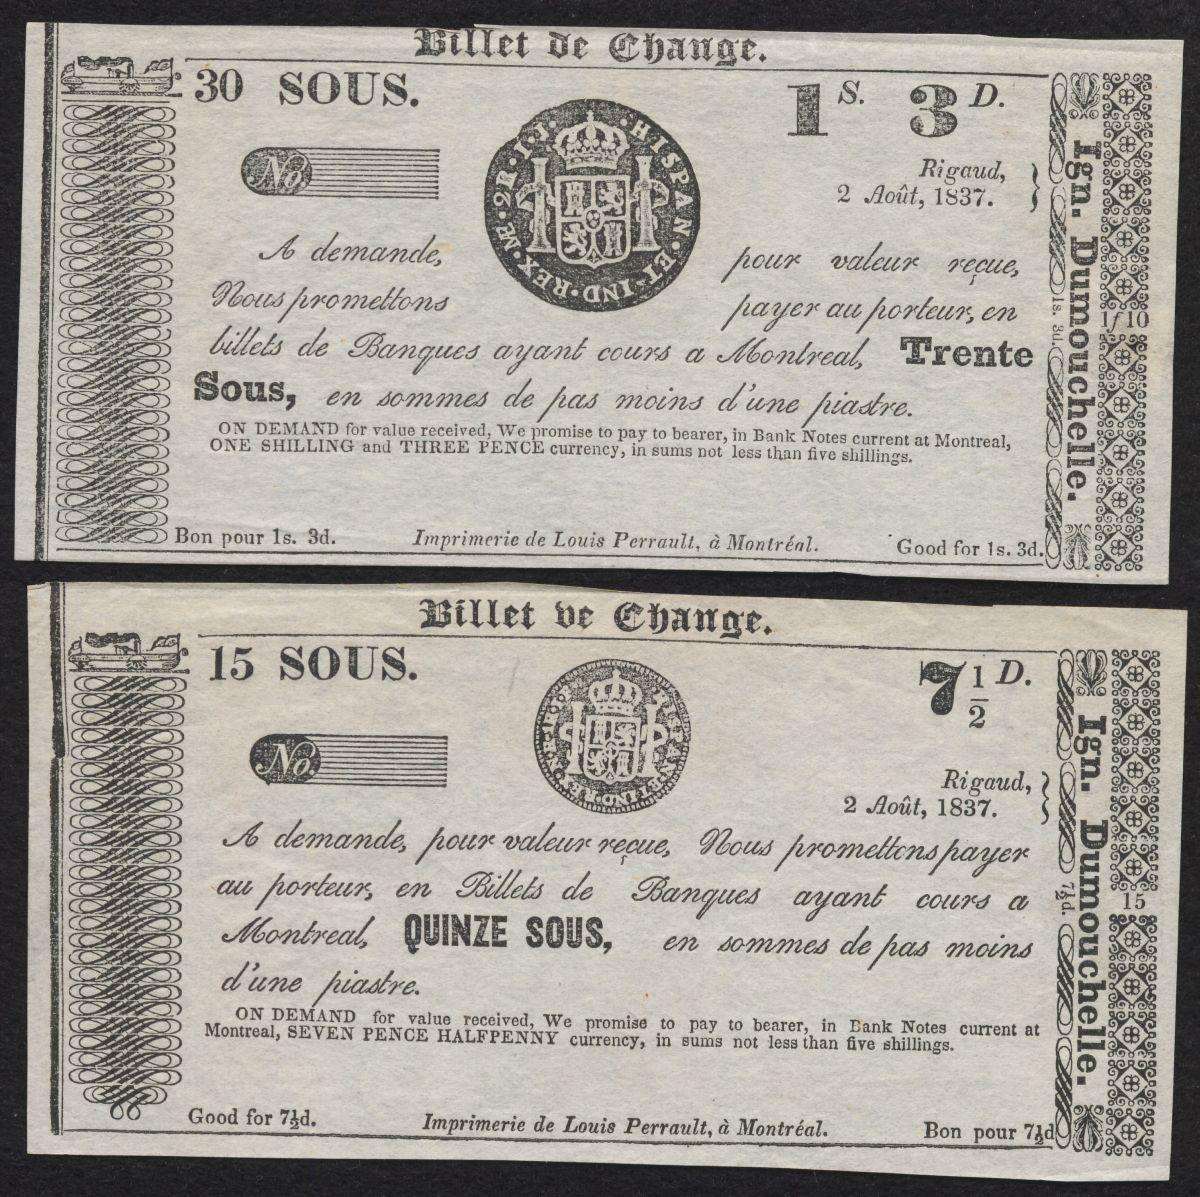 Billet de Change.
30 SOUS.
1 S. 3 D.
No
HISPAN·ET·IND·REX·ME·2R·I·J·
Rigaud,
2 Août, 1837.
A demande, pour valeur reçue,
Nous promettons payer au porteur, en
billets de Banques ayant cours a Montreal, Trente
Sous, en sommes de pas moins d'une piastre.
ON DEMAND for value received, We promise to pay to bearer, in Bank Notes current at Montreal,
ONE SHILLING and THREE PENCE currency, in sums not less than five shillings.
Bon pour 1s. 3d. Imprimerie de Louis Perrault, à Montréal. Good for 1s. 3d.
1s. 3d.
Ign. Dumouchelle.
1f 10
Billet de Change.
15 SOUS.
7 1/2 D.
No
Rigaud,
2 Août, 1837.
A demande, pour valeur reçue, Nous promettons payer
au porteur, en Billets de Banques ayant cours a
Montreal, QUINZE SOUS, en sommes de pas moins
d'une piastre.
ON DEMAND for value received, We promise to pay to bearer, in Bank Notes current at
Montreal, SEVEN PENCE HALFPENNY currency, in sums not less than five shillings.
Good for 7½d. Imprimerie de Louis Perrault, à Montréal. Bon pour 7½d
7½d.
Ign. Dumouchelle.
15